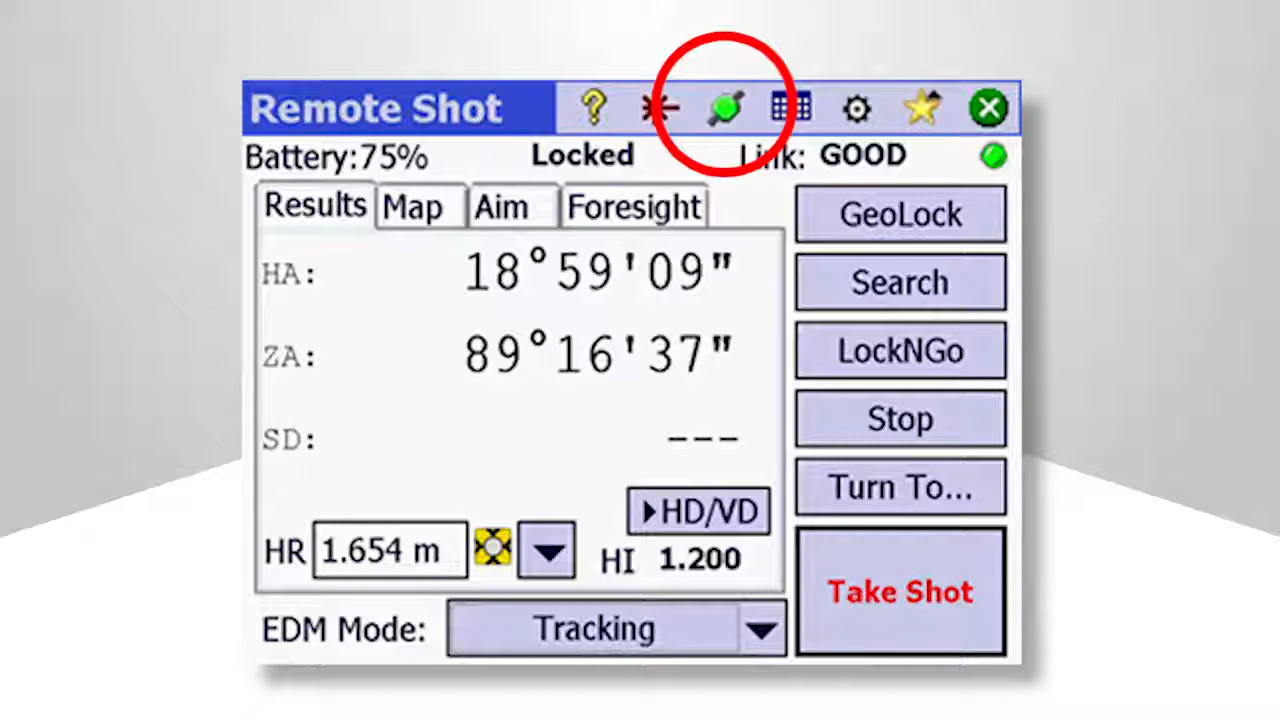 Remote Shot
Battery:75% Locked Link: GOOD
Results Map Aim Foresight
GeoLock
HA: 18°59'09"
Search
ZA: 89°16'37"
LockNGo
SD: ---
Stop
Turn To...
HD/VD
HR 1.654 m HI 1.200
Take Shot
EDM Mode: Tracking